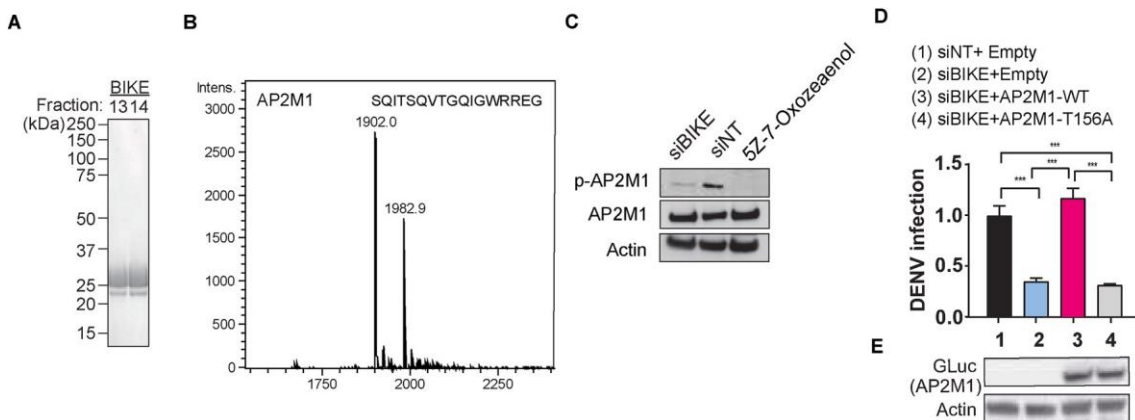 A
BIKE
Fraction: 13 14
(kDa)
250
150
100
75
50
37
25
20
15
B
Intens.
AP2M1 SQITSQVTGQIGWRREG
3000
2500
2000
1500
1000
500
0
1902.0
1982.9
1750 2000 2250
C
siBIKE siNT 5Z-7-Oxozeaenol
p-AP2M1
AP2M1
Actin
D
(1) siNT+ Empty
(2) siBIKE+Empty
(3) siBIKE+AP2M1-WT
(4) siBIKE+AP2M1-T156A
***
*** *** ***
DENV infection
1.5
1.0
0.5
0.0
1 2 3 4
E
GLuc
(AP2M1)
Actin